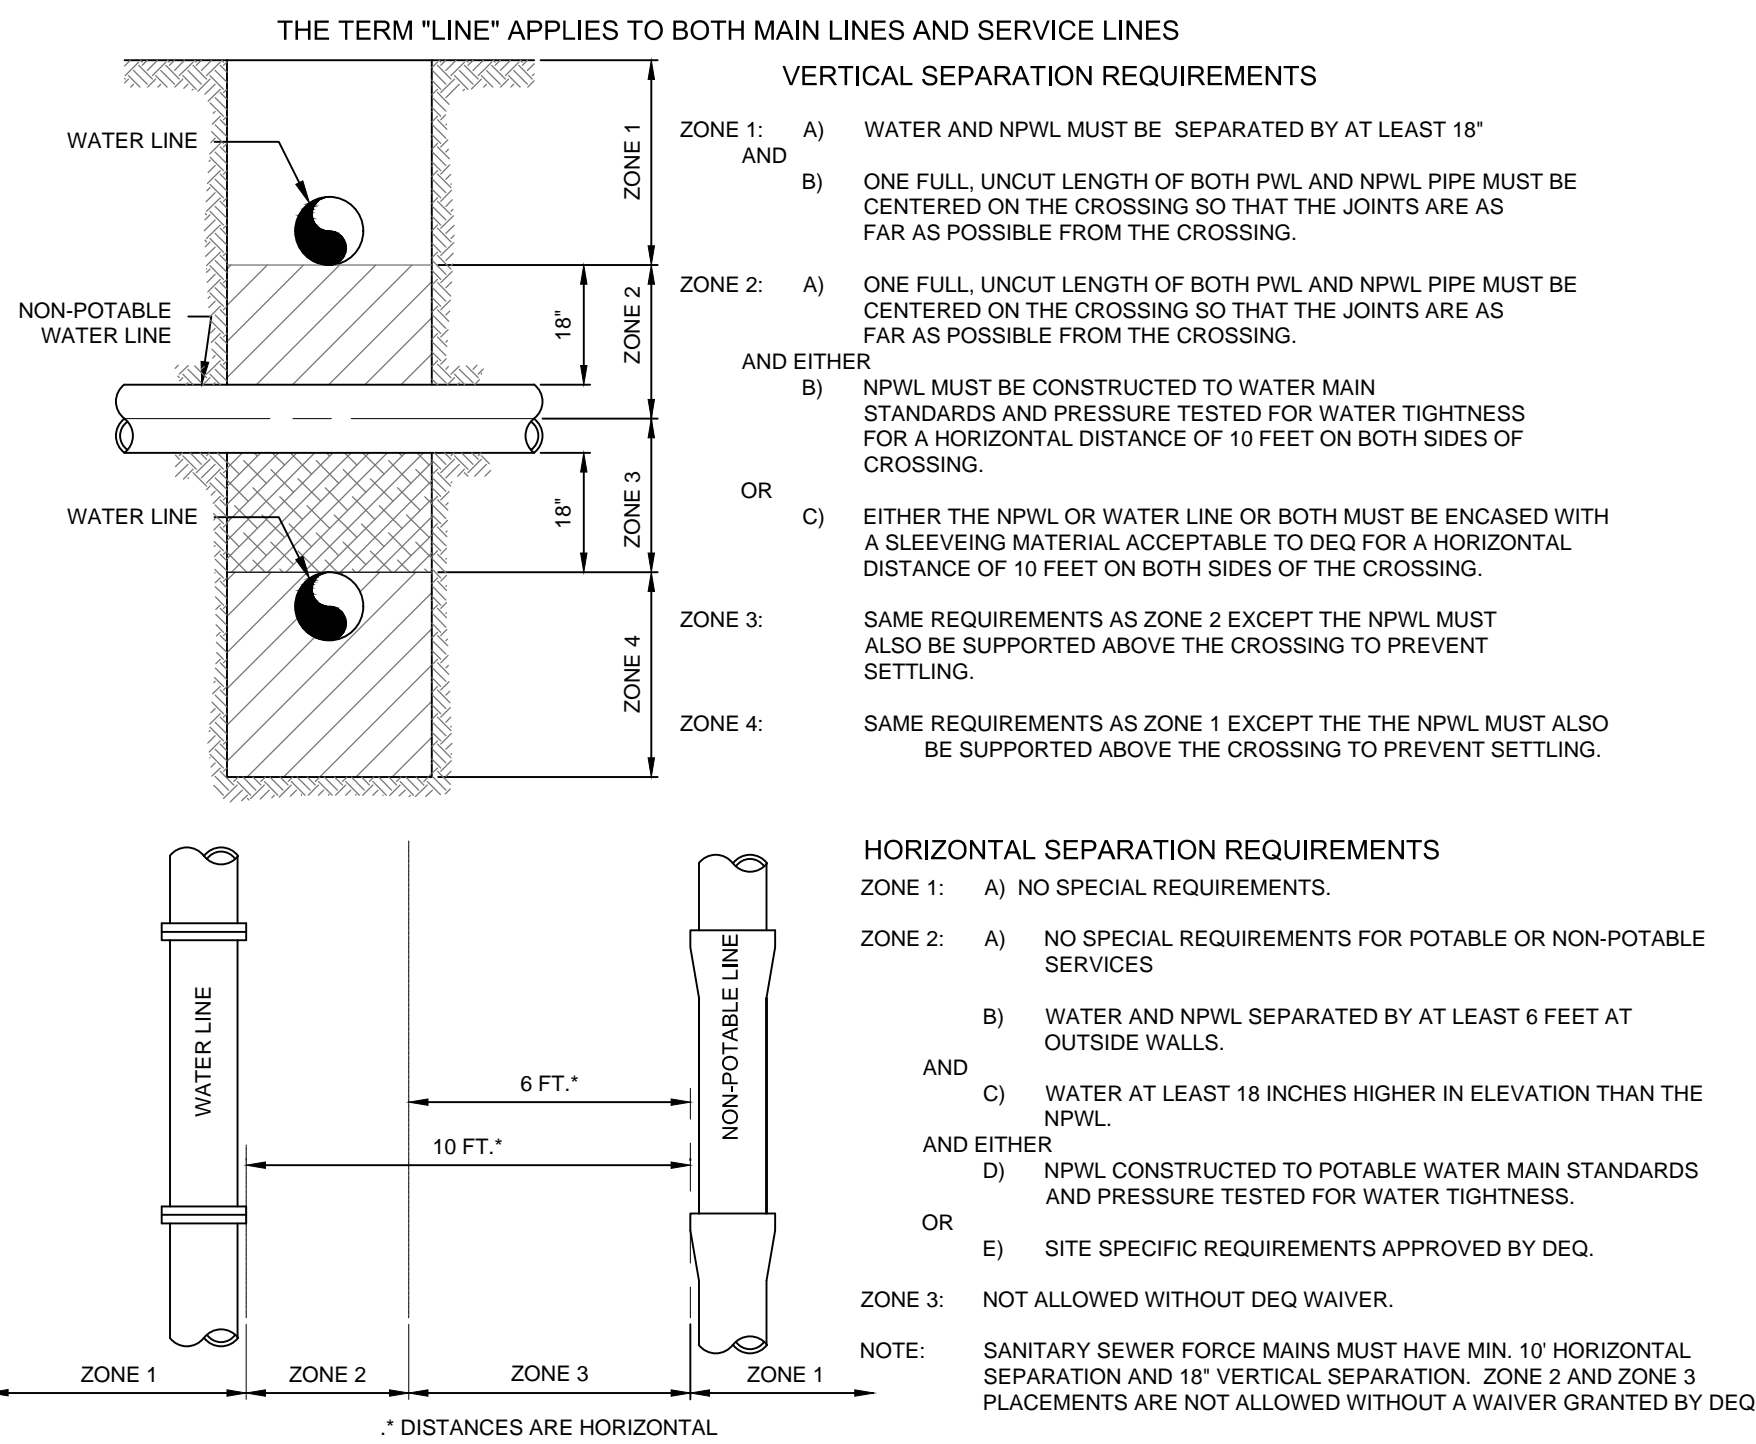 THE TERM "LINE" APPLIES TO BOTH MAIN LINES AND SERVICE LINES
VERTICAL SEPARATION REQUIREMENTS
WATER LINE
NON-POTABLE
WATER LINE
WATER LINE
18"
18"
ZONE 1
ZONE 2
ZONE 3
ZONE 4
ZONE 1: A) WATER AND NPWL MUST BE SEPARATED BY AT LEAST 18"
AND
B) ONE FULL, UNCUT LENGTH OF BOTH PWL AND NPWL PIPE MUST BE
CENTERED ON THE CROSSING SO THAT THE JOINTS ARE AS
FAR AS POSSIBLE FROM THE CROSSING.
ZONE 2: A) ONE FULL, UNCUT LENGTH OF BOTH PWL AND NPWL PIPE MUST BE
CENTERED ON THE CROSSING SO THAT THE JOINTS ARE AS
FAR AS POSSIBLE FROM THE CROSSING.
AND EITHER
B) NPWL MUST BE CONSTRUCTED TO WATER MAIN
STANDARDS AND PRESSURE TESTED FOR WATER TIGHTNESS
FOR A HORIZONTAL DISTANCE OF 10 FEET ON BOTH SIDES OF
CROSSING.
OR
C) EITHER THE NPWL OR WATER LINE OR BOTH MUST BE ENCASED WITH
A SLEEVEING MATERIAL ACCEPTABLE TO DEQ FOR A HORIZONTAL
DISTANCE OF 10 FEET ON BOTH SIDES OF THE CROSSING.
ZONE 3: SAME REQUIREMENTS AS ZONE 2 EXCEPT THE NPWL MUST
ALSO BE SUPPORTED ABOVE THE CROSSING TO PREVENT
SETTLING.
ZONE 4: SAME REQUIREMENTS AS ZONE 1 EXCEPT THE THE NPWL MUST ALSO
BE SUPPORTED ABOVE THE CROSSING TO PREVENT SETTLING.
WATER LINE
NON-POTABLE LINE
6 FT.*
10 FT.*
ZONE 1 ZONE 2 ZONE 3 ZONE 1
.* DISTANCES ARE HORIZONTAL
HORIZONTAL SEPARATION REQUIREMENTS
ZONE 1: A) NO SPECIAL REQUIREMENTS.
ZONE 2: A) NO SPECIAL REQUIREMENTS FOR POTABLE OR NON-POTABLE
SERVICES
B) WATER AND NPWL SEPARATED BY AT LEAST 6 FEET AT
OUTSIDE WALLS.
AND
C) WATER AT LEAST 18 INCHES HIGHER IN ELEVATION THAN THE
NPWL.
AND EITHER
D) NPWL CONSTRUCTED TO POTABLE WATER MAIN STANDARDS
AND PRESSURE TESTED FOR WATER TIGHTNESS.
OR
E) SITE SPECIFIC REQUIREMENTS APPROVED BY DEQ.
ZONE 3: NOT ALLOWED WITHOUT DEQ WAIVER.
NOTE: SANITARY SEWER FORCE MAINS MUST HAVE MIN. 10' HORIZONTAL
SEPARATION AND 18" VERTICAL SEPARATION. ZONE 2 AND ZONE 3
PLACEMENTS ARE NOT ALLOWED WITHOUT A WAIVER GRANTED BY DEQ